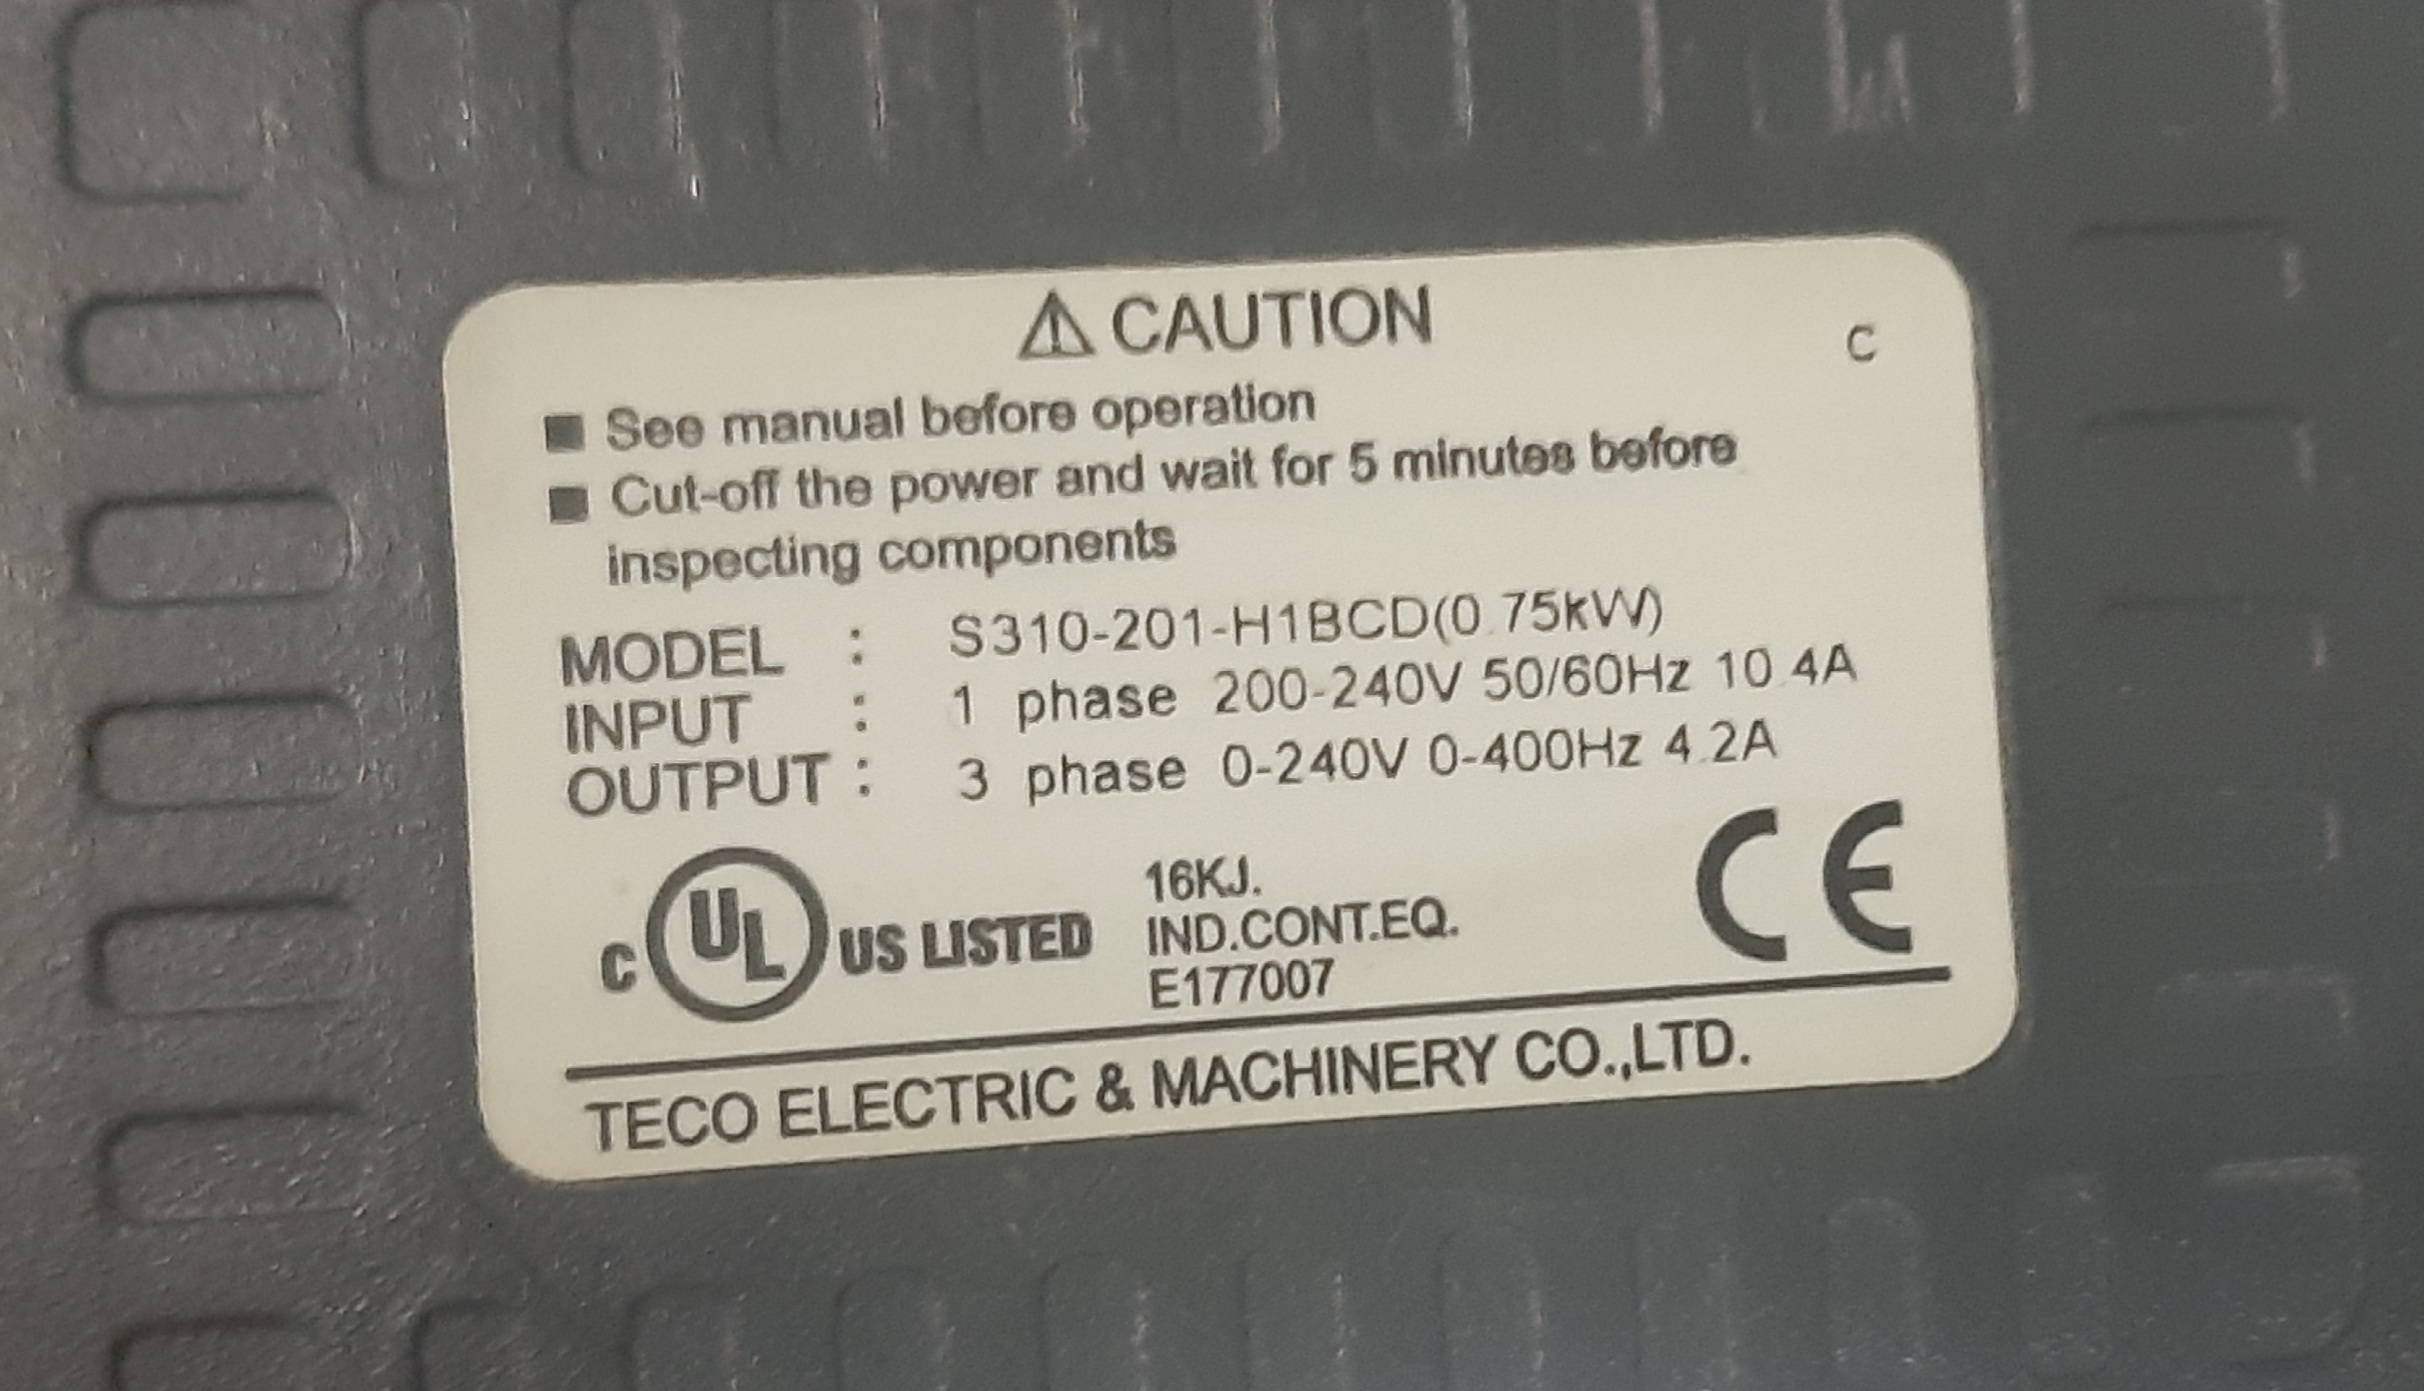 ⚠ CAUTION
C
■ See manual before operation
■ Cut-off the power and wait for 5 minutes before
inspecting components
MODEL : S310-201-H1BCD(0.75kW)
INPUT : 1 phase 200-240V 50/60Hz 10.4A
OUTPUT : 3 phase 0-240V 0-400Hz 4.2A
C UL US LISTED
16KJ.
IND.CONT.EQ.
E177007
CE
TECO ELECTRIC & MACHINERY CO.,LTD.